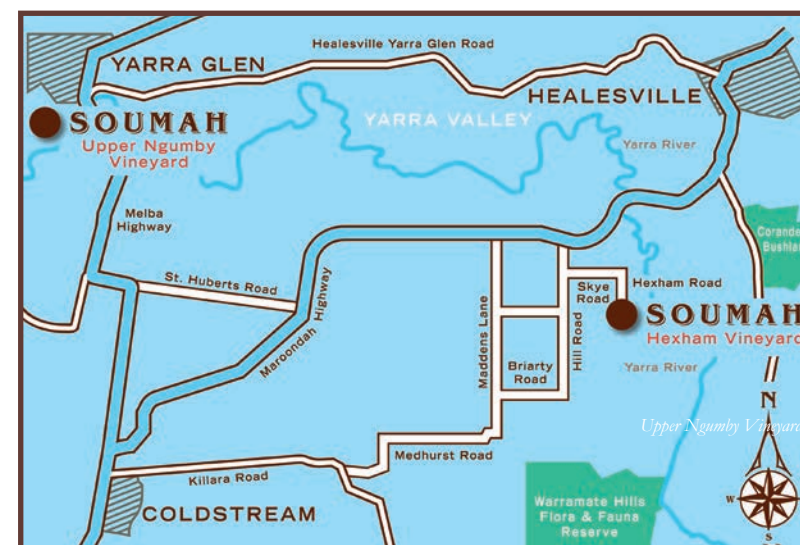 Healesville Yarra Glen Road
YARRA GLEN
HEALESVILLE
SOUMAH
Upper Ngumby
Vineyard
YARRA VALLEY
Yarra River
Melba
Highway
St. Huberts Road
Maroondah Highway
Maddens Lane
Briarty
Road
Hill Road
Skye
Road
Hexham Road
SOUMAH
Hexham Vineyard
Yarra River
Upper Ngumby Vineyard
N
W
S
Medhurst Road
Killara Road
COLDSTREAM
Warramate Hills
Flora & Fauna
Reserve